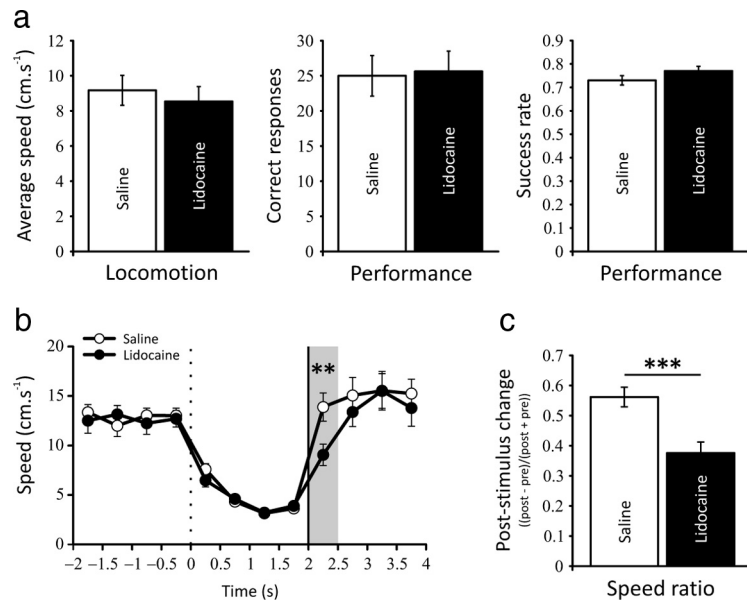 a
Average speed (cm.s⁻¹)
12
10
8
6
4
2
0
Saline
Lidocaine
Locomotion
Correct responses
35
30
25
20
15
10
5
0
Saline
Lidocaine
Performance
Success rate
0.9
0.8
0.7
0.6
0.5
0.4
0.3
0.2
0.1
0
Saline
Lidocaine
Performance
b
Saline
Lidocaine
**
Speed (cm.s⁻¹)
20
15
10
5
0
−2 −1.5 −1 −0.5 0 0.5 1 1.5 2 2.5 3 3.5 4
Time (s)
c
Post-stimulus change
((post - pre)/(post + pre))
0.7
0.6
0.5
0.4
0.3
0.2
0.1
0
***
Saline
Lidocaine
Speed ratio